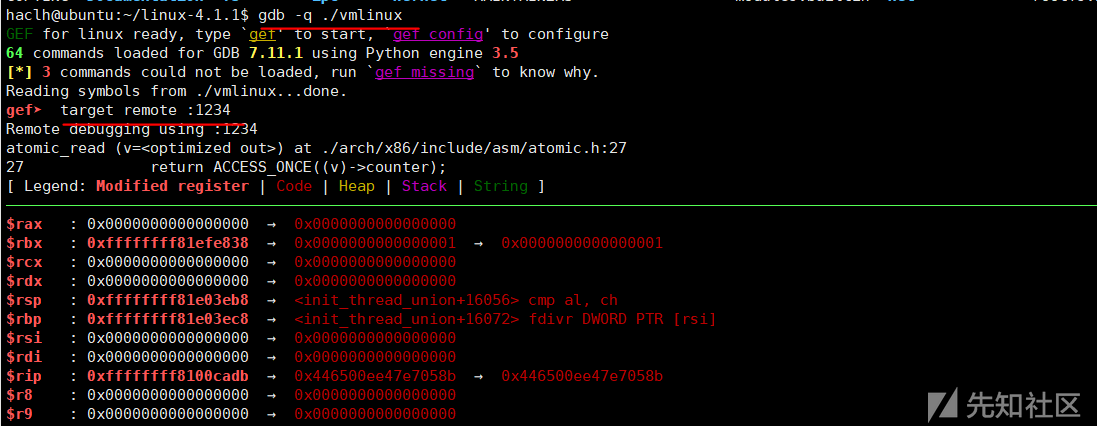 haclh@ubuntu:~/linux-4.1.1$ gdb -q ./vmlinux
GEF for linux ready, type `gef' to start, `gef config' to configure
64 commands loaded for GDB 7.11.1 using Python engine 3.5
[*] 3 commands could not be loaded, run `gef missing` to know why.
Reading symbols from ./vmlinux...done.
gef➤  target remote :1234
Remote debugging using :1234
atomic_read (v=<optimized out>) at ./arch/x86/include/asm/atomic.h:27
27              return ACCESS_ONCE((v)->counter);
[ Legend: Modified register | Code | Heap | Stack | String ]
$rax   : 0x0000000000000000  →  0x0000000000000000
$rbx   : 0xffffffff81efe838  →  0x0000000000000001  →  0x0000000000000001
$rcx   : 0x0000000000000000  →  0x0000000000000000
$rdx   : 0x0000000000000000  →  0x0000000000000000
$rsp   : 0xffffffff81e03eb8  →  <init_thread_union+16056> cmp al, ch
$rbp   : 0xffffffff81e03ec8  →  <init_thread_union+16072> fdivr DWORD PTR [rsi]
$rsi   : 0x0000000000000000  →  0x0000000000000000
$rdi   : 0x0000000000000000  →  0x0000000000000000
$rip   : 0xffffffff8100cadb  →  0x446500ee47e7058b  →  0x446500ee47e7058b
$r8    : 0x0000000000000000  →  0x0000000000000000
$r9    : 0x0000000000000000  →  0x0000000000000000
先知社区